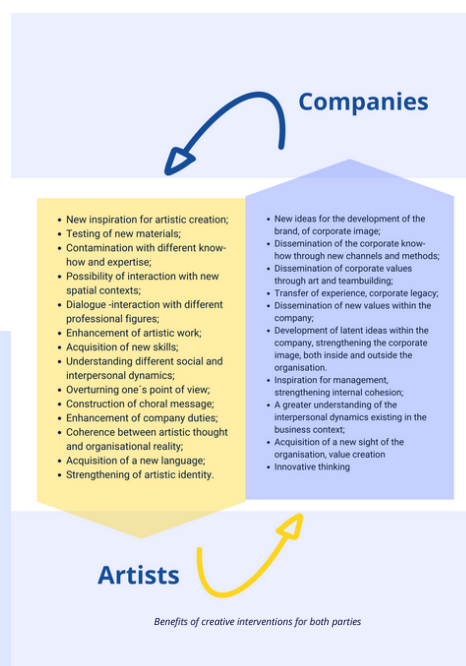 Companies
• New inspiration for artistic creation;
• Testing of new materials;
• Contamination with different know-
how and expertise;
• Possibility of interaction with new
spatial contexts;
• Dialogue -interaction with different
professional figures;
• Enhancement of artistic work;
• Acquisition of new skills;
• Understanding different social and
interpersonal dynamics;
• Overturning one´s point of view;
• Construction of choral message;
• Enhancement of company duties;
• Coherence between artistic thought
and organisational reality;
• Acquisition of a new language;
• Strengthening of artistic identity.
• New ideas for the development of the
brand, of corporate image;
• Dissemination of the corporate know-
how through new channels and methods;
• Dissemination of corporate values
through art and teambuilding;
• Transfer of experience, corporate legacy;
• Dissemination of new values within the
company;
• Development of latent ideas within the
company, strengthening the corporate
image, both inside and outside the
organisation.
• Inspiration for management,
strengthening internal cohesion;
• A greater understanding of the
interpersonal dynamics existing in the
business context;
• Acquisition of a new sight of the
organisation, value creation
• Innovative thinking
Artists
Benefits of creative interventions for both parties